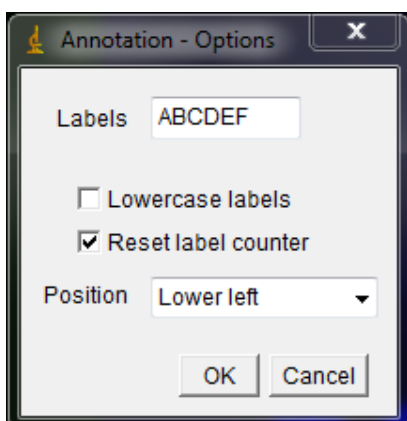 Annotation - Options
Labels ABCDEF
Lowercase labels
Reset label counter
Position Lower left
OK Cancel